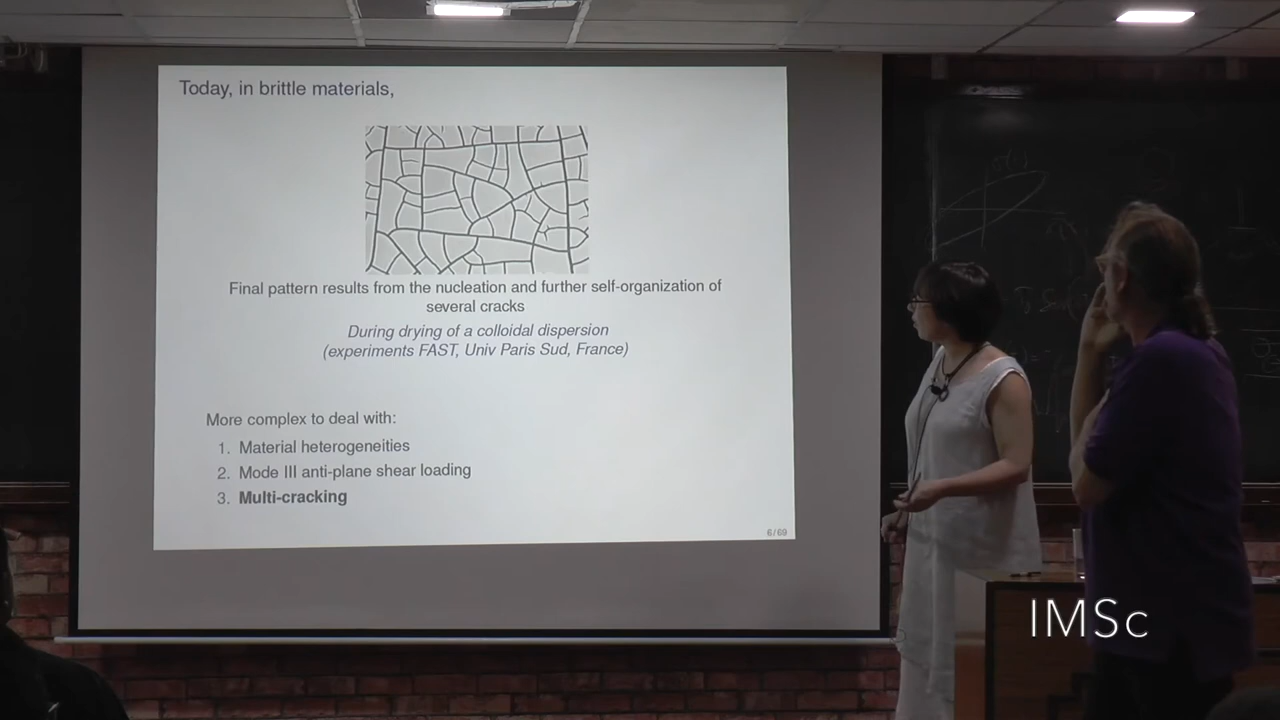 Today, in brittle materials,
Final pattern results from the nucleation and further self-organization of
several cracks
During drying of a colloidal dispersion
(experiments FAST, Univ Paris Sud, France)
More complex to deal with:
1. Material heterogeneities
2. Mode III anti-plane shear loading
3. Multi-cracking
6/69
IMSc